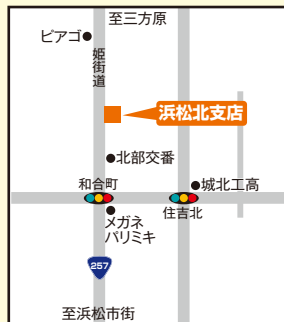 至三方原
ピアゴ
姫街道
浜松北支店
北部交番
和合町
城北工高
住吉北
メガネ
パリミキ
257
至浜松市街